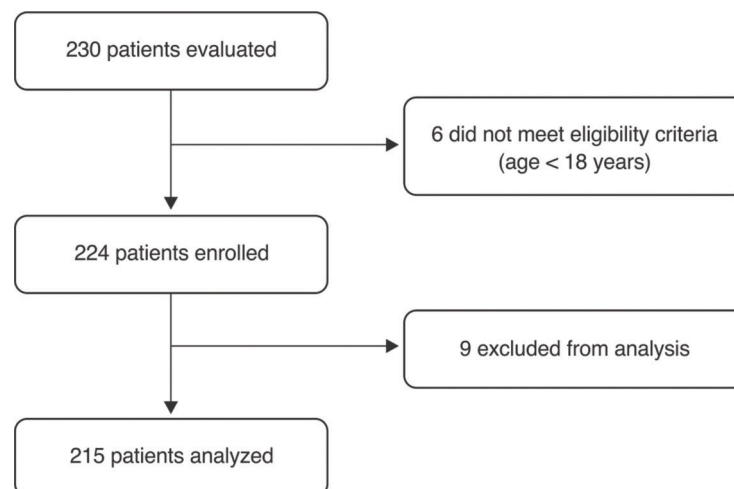 230 patients evaluated
6 did not meet eligibility criteria
(age < 18 years)
224 patients enrolled
9 excluded from analysis
215 patients analyzed